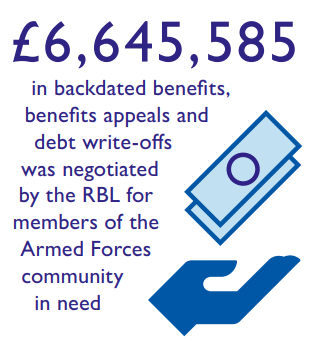 £6,645,585
in backdated benefits,
benefits appeals and
debt write-offs
was negotiated
by the RBL for
members of the
Armed Forces
community
in need